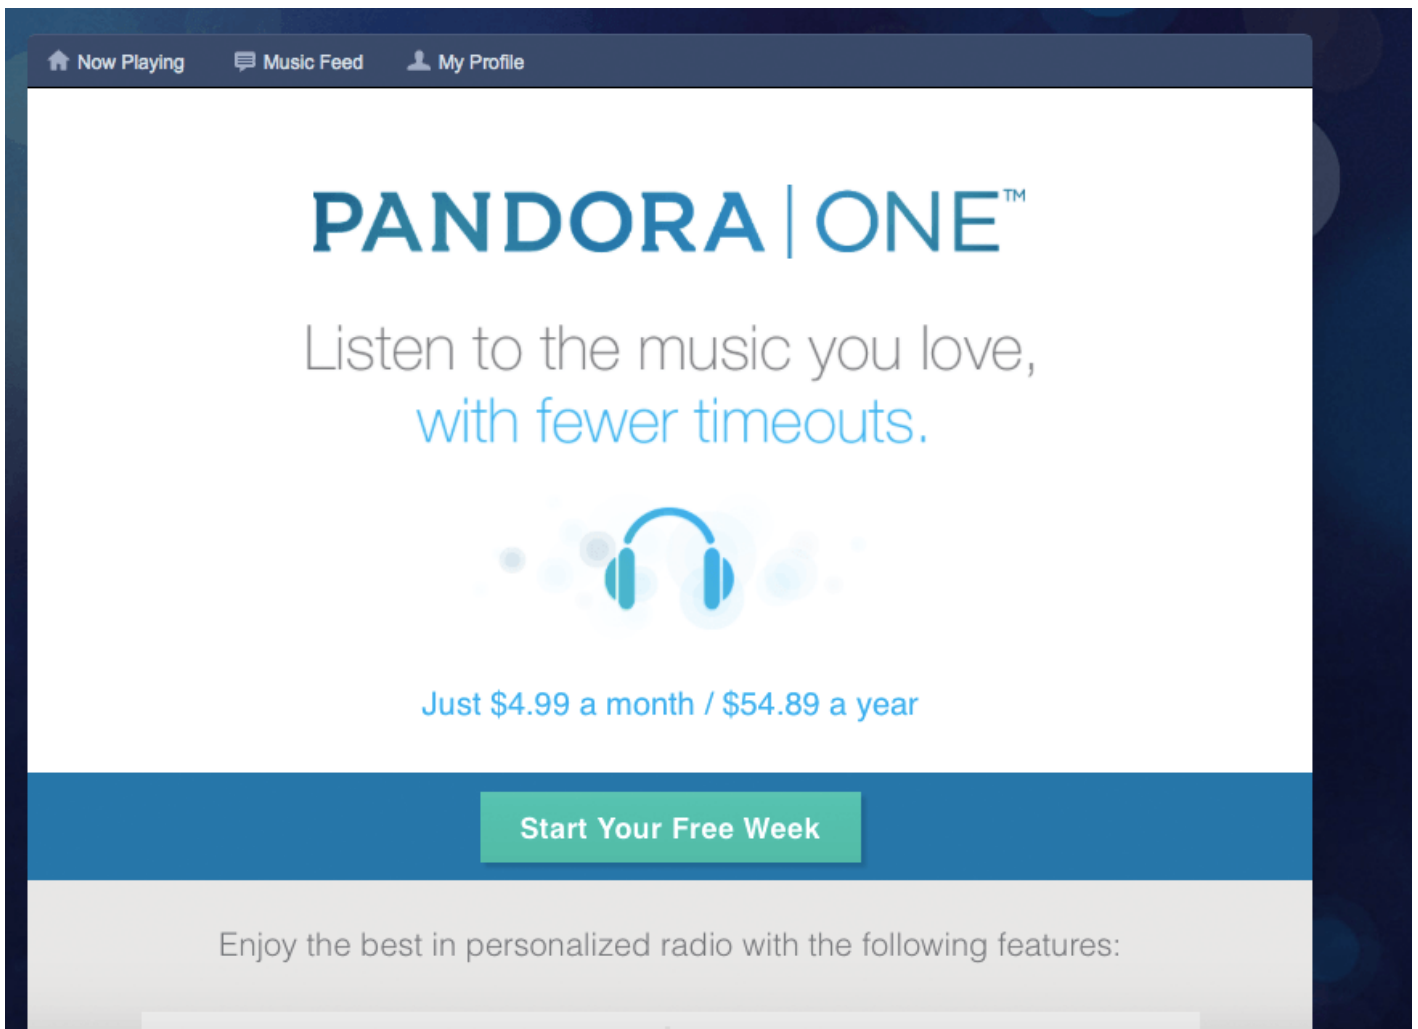 Now Playing Music Feed My Profile
PANDORA | ONE™
Listen to the music you love,
with fewer timeouts.
Just $4.99 a month / $54.89 a year
Start Your Free Week
Enjoy the best in personalized radio with the following features: